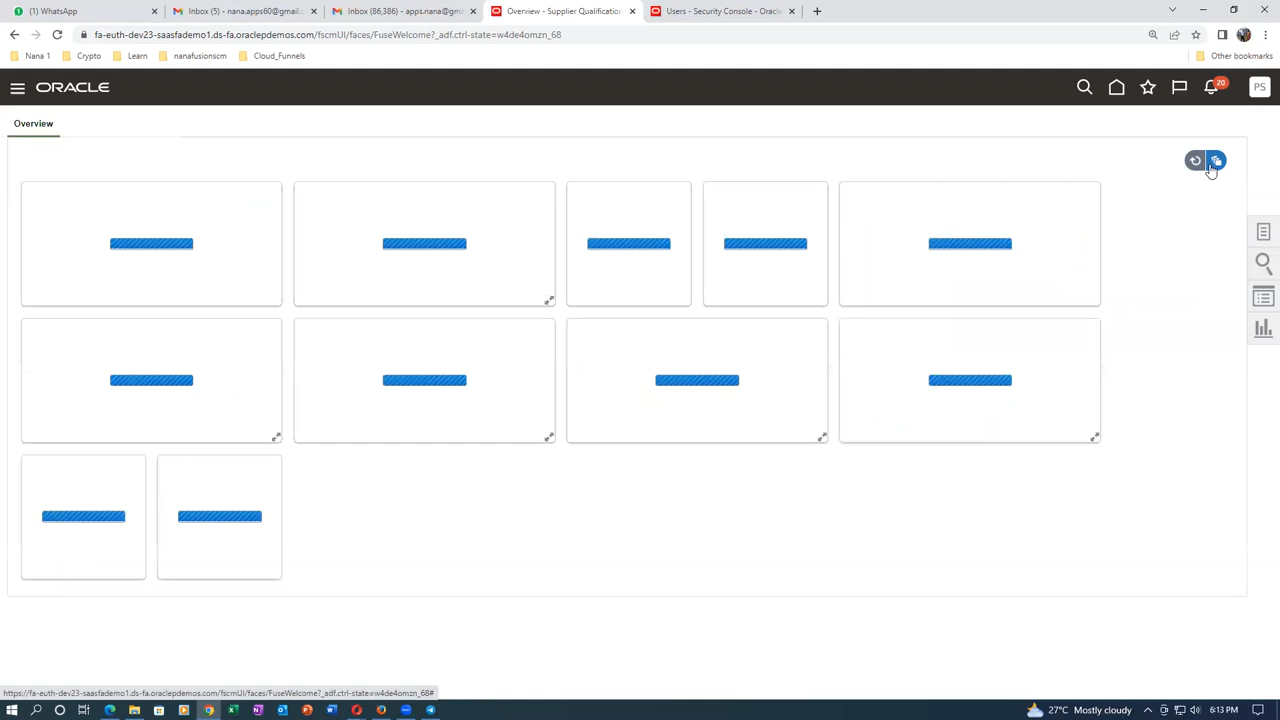 (1) WhatsApp
Inbox (5) - nana.apps60@gmail.c
Inbox (86,386) - apps.nana@gm
Overview - Supplier Qualification
Users - Security Console - Oracle
fa-euth-dev23-saasfademo1.ds-fa.oraclepdemos.com/fscmUI/faces/FuseWelcome?_adf.ctrl-state=w4de4omzn_68
Nana 1
Crypto
Learn
nanafusionscm
Cloud_Funnels
Other bookmarks
ORACLE
20
PS
Overview
https://fa-euth-dev23-saasfademo1.ds-fa.oraclepdemos.com/fscmUI/faces/FuseWelcome?_adf.ctrl-state=w4de4omzn_68#
27°C Mostly cloudy
6:13 PM